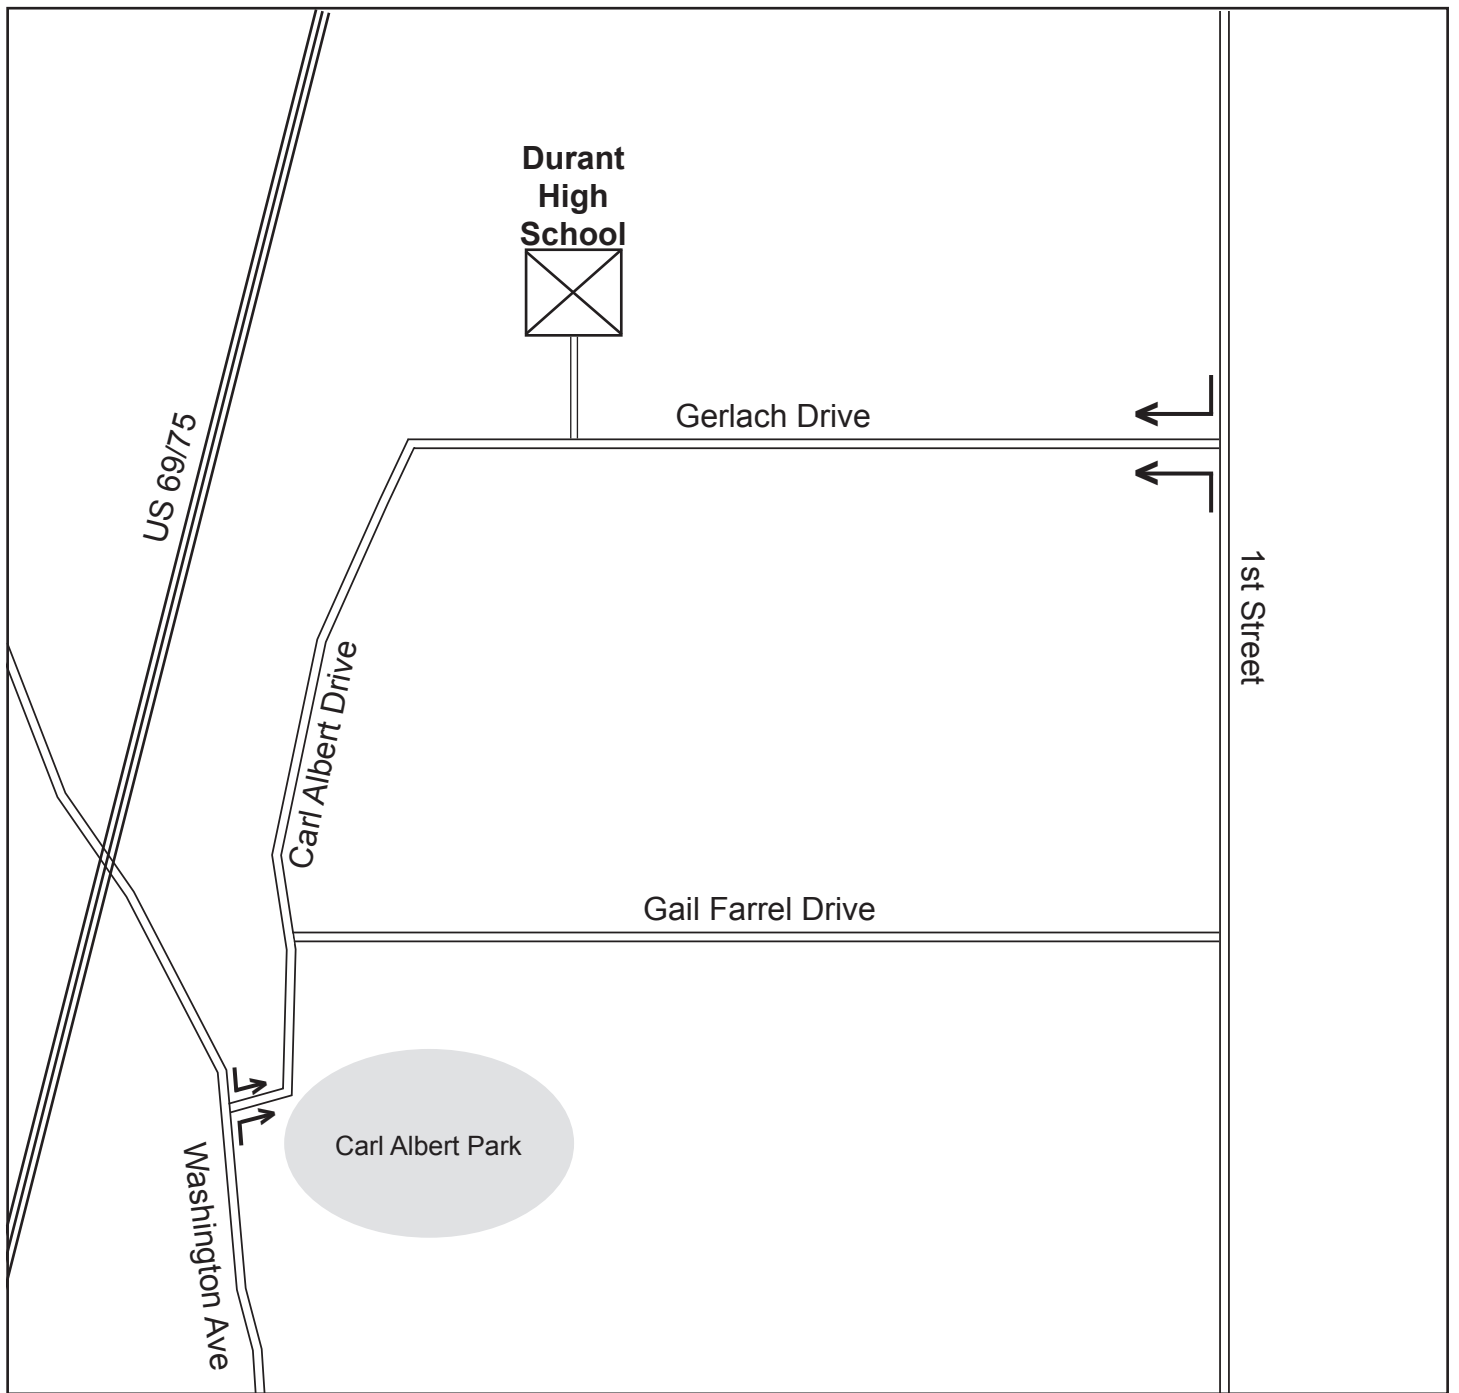 Durant
High
School
Gerlach Drive
US 69/75
1st Street
Carl Albert Drive
Gail Farrel Drive
Carl Albert Park
Washington Ave